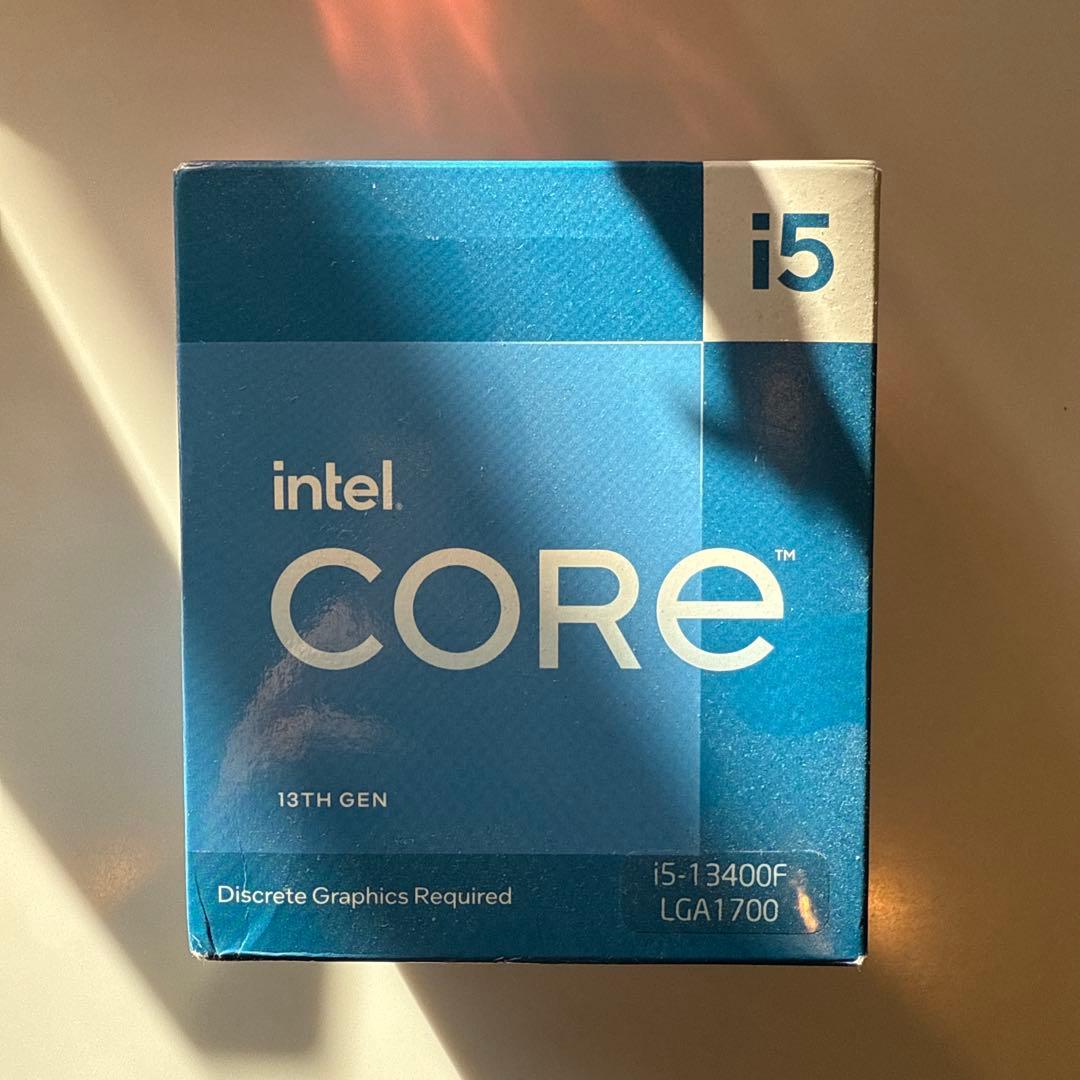 i5
intel.
CORE™
13TH GEN
Discrete Graphics Required
i5-13400F
LGA1700